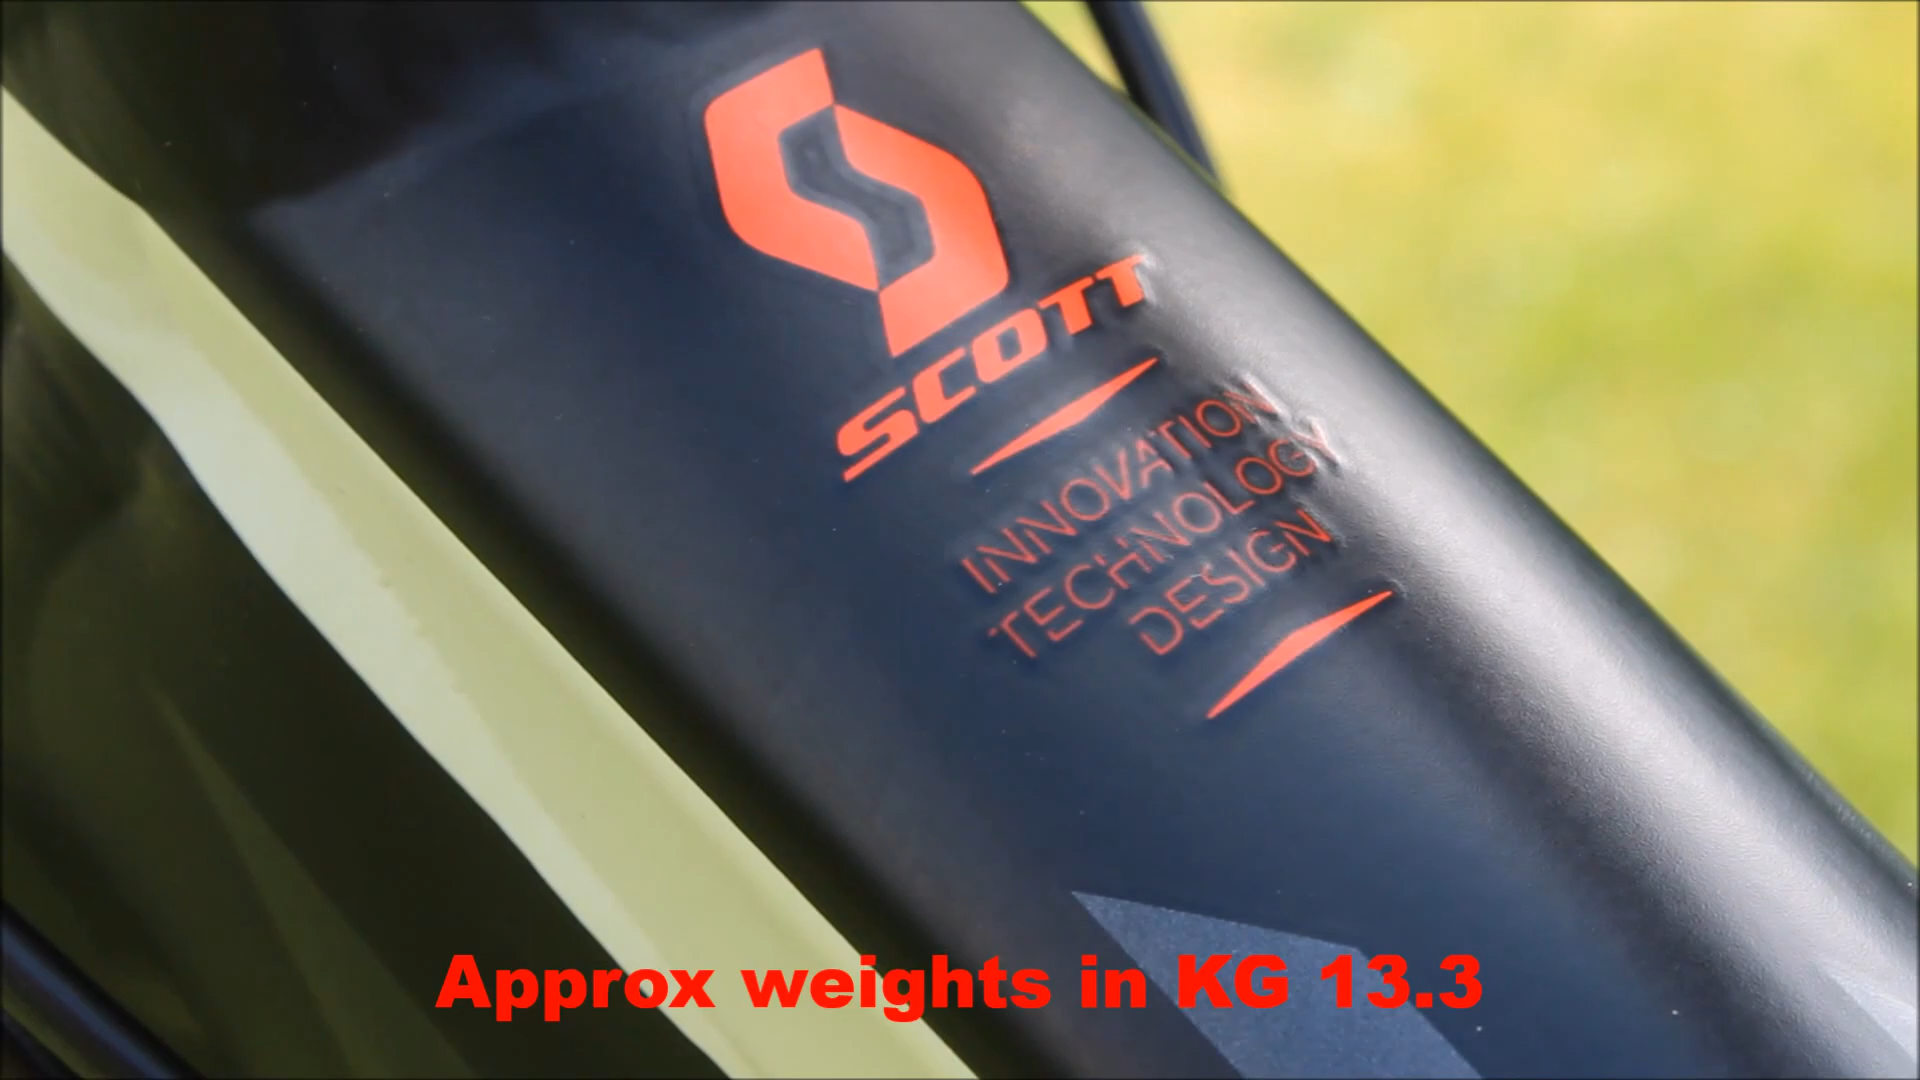 SCOTT
INNOVATION
TECHNOLOGY
DESIGN
Approx weights in KG 13.3